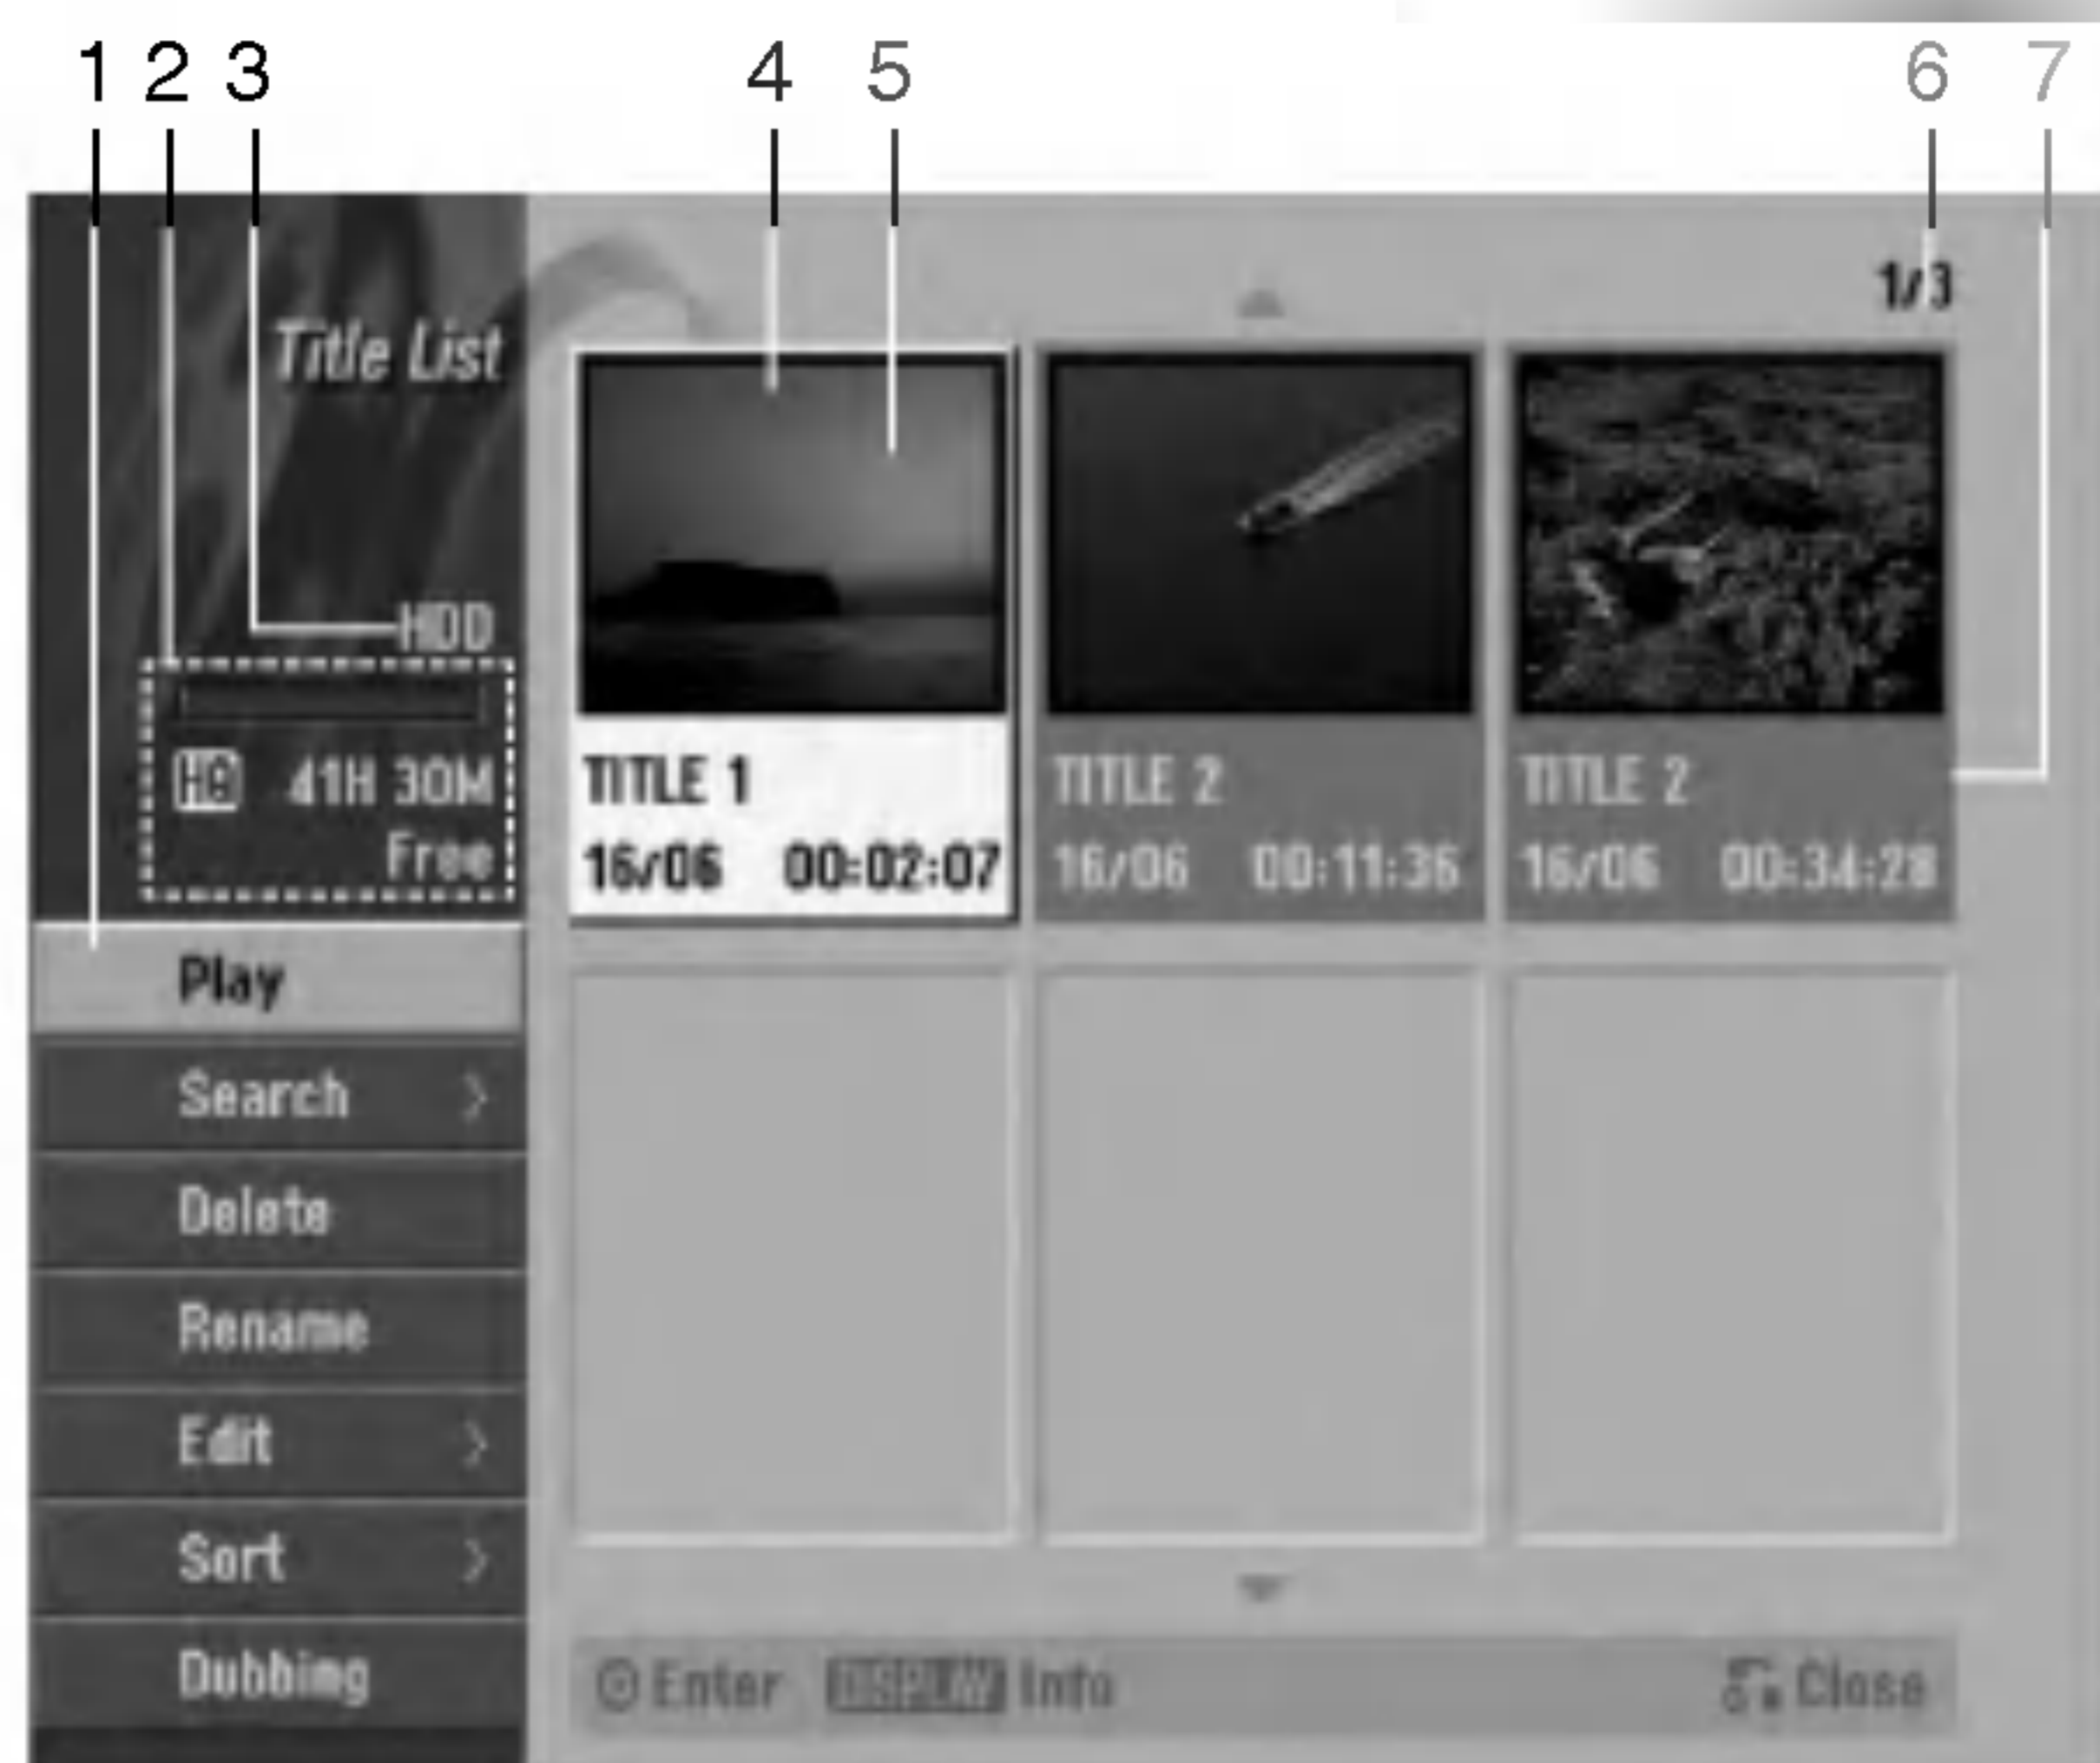 1 2 3 4 5 6 7
Title List
HDD
HQ 41H 30M
Free
1/3
TITLE 1
16/06 00:02:07
TITLE 2
16/06 00:11:36
TITLE 2
16/06 00:34:28
Play
Search >
Delete
Rename
Edit >
Sort >
Dubbing
Enter DISPLAY Info Close